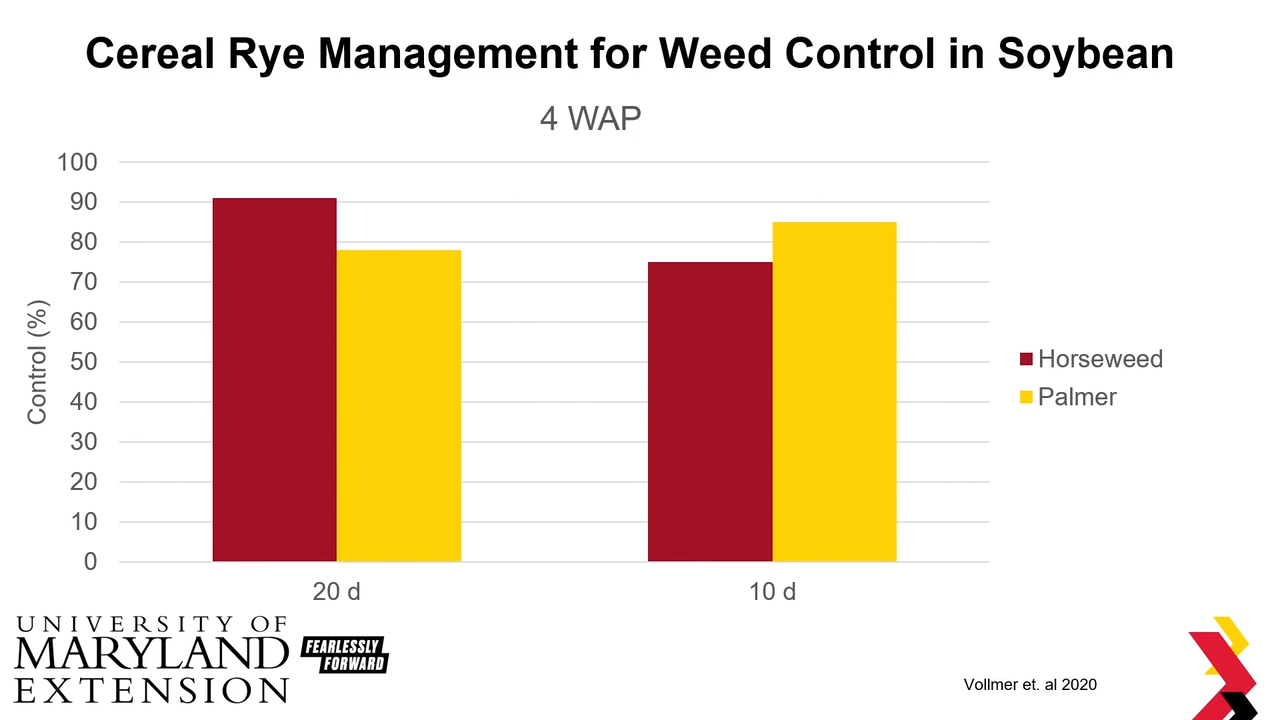 Cereal Rye Management for Weed Control in Soybean
4 WAP
100
90
80
70
60
50
40
30
20
10
0
Control (%)
20 d
10 d
Horseweed
Palmer
UNIVERSITY OF
MARYLAND
EXTENSION
FEARLESSLY
FORWARD
Vollmer et. al 2020